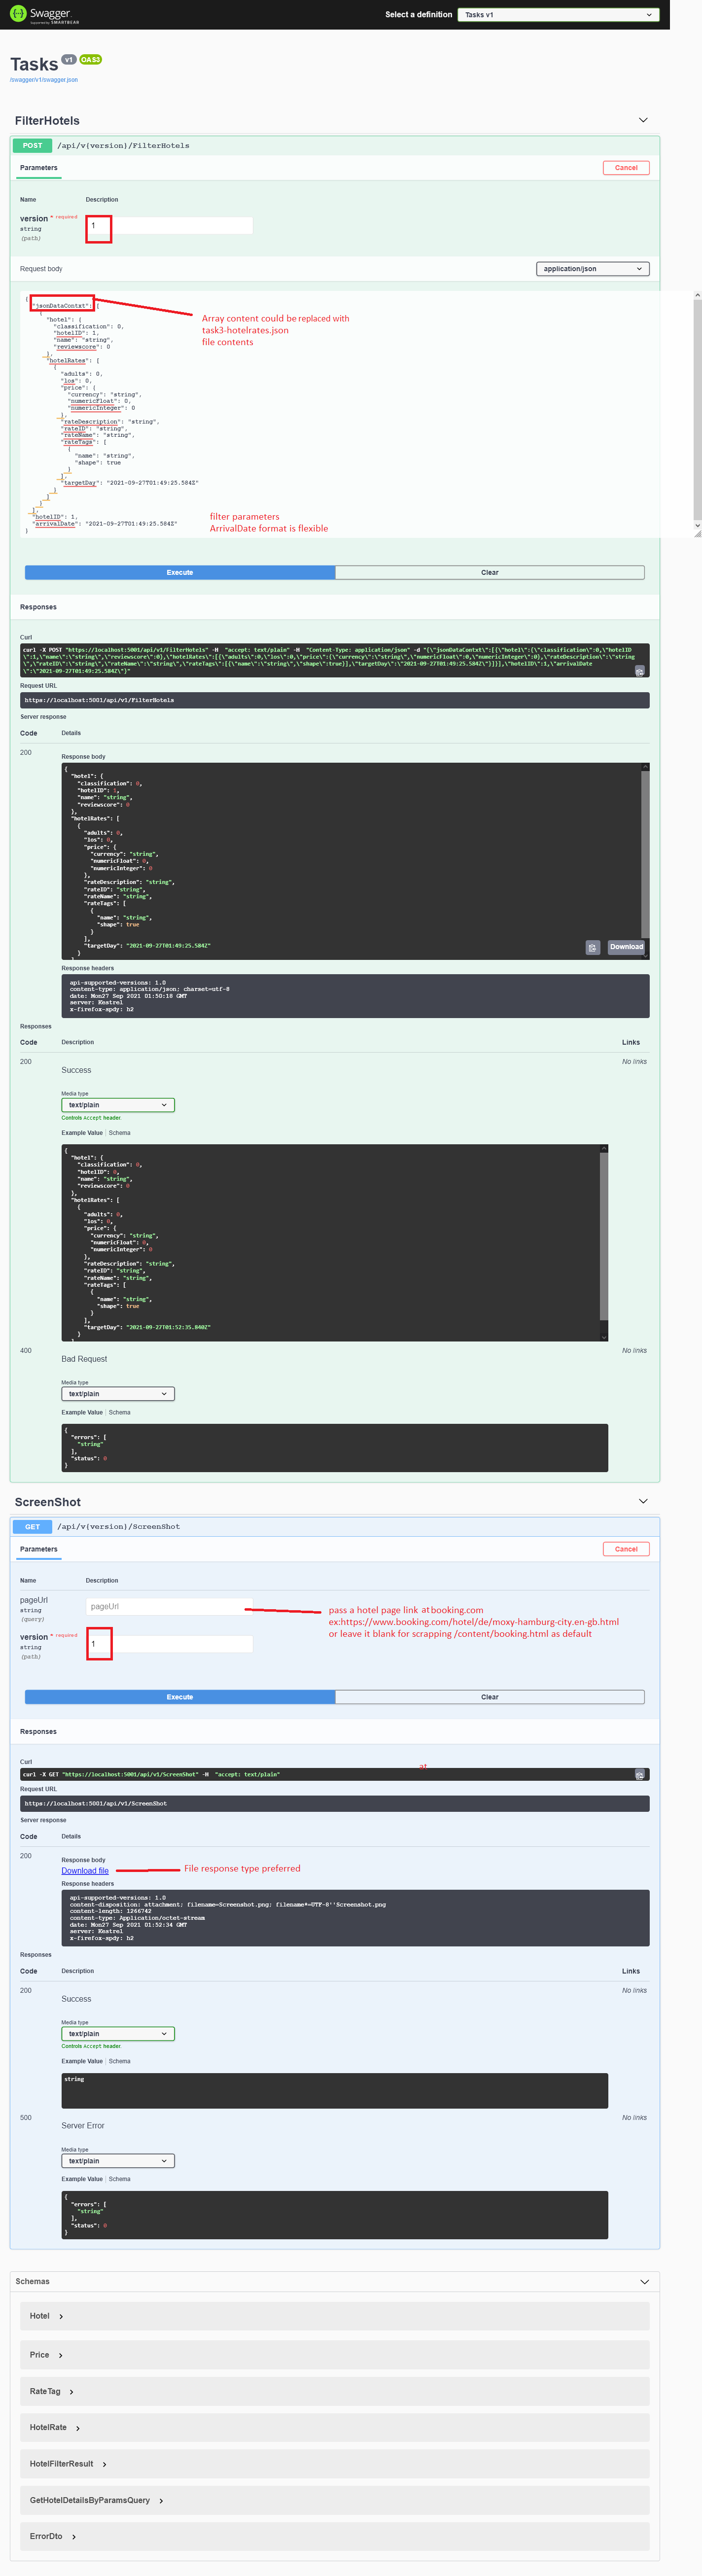 Swagger
Supported by SMARTBEAR
Select a definition
Tasks v1
Tasks v1 OAS3
/swagger/v1/swagger.json
FilterHotels
POST /api/v{version}/FilterHotels
Parameters
Cancel
Name Description
version * required
string
(path)
1
Request body
application/json
{
"jsonDataContxt": [
{
"hotel": {
"classification": 0,
"hotelID": 1,
"name": "string",
"reviewscore": 0
},
"hotelRates": [
{
"adults": 0,
"los": 0,
"price": {
"currency": "string",
"numericFloat": 0,
"numericInteger": 0
},
"rateDescription": "string",
"rateID": "string",
"rateName": "string",
"rateTags": [
{
"name": "string",
"shape": true
}
],
"targetDay": "2021-09-27T01:49:25.584Z"
}
]
}
],
"hotelID": 1,
"arrivalDate": "2021-09-27T01:49:25.584Z"
}
Array content could be replaced with
task3-hotelrates.json
file contents
filter parameters
ArrivalDate format is flexible
Execute
Clear
Responses
Curl
curl -X POST "https://localhost:5001/api/v1/FilterHotels" -H "accept: text/plain" -H "Content-Type: application/json" -d "{\"jsonDataContxt\":[{\"hotel\":{\"classification\":0,\"hotelID
\":1,\"name\":\"string\",\"reviewscore\":0},\"hotelRates\":[{\"adults\":0,\"los\":0,\"price\":{\"currency\":\"string\",\"numericFloat\":0,\"numericInteger\":0},\"rateDescription\":\"string
\",\"rateID\":\"string\",\"rateName\":\"string\",\"rateTags\":[{\"name\":\"string\",\"shape\":true}],\"targetDay\":\"2021-09-27T01:49:25.584Z\"}]}],\"hotelID\":1,\"arrivalDate
\":\"2021-09-27T01:49:25.584Z\"}"
Request URL
https://localhost:5001/api/v1/FilterHotels
Server response
Code Details
200
Response body
{
"hotel": {
"classification": 0,
"hotelID": 1,
"name": "string",
"reviewscore": 0
},
"hotelRates": [
{
"adults": 0,
"los": 0,
"price": {
"currency": "string",
"numericFloat": 0,
"numericInteger": 0
},
"rateDescription": "string",
"rateID": "string",
"rateName": "string",
"rateTags": [
{
"name": "string",
"shape": true
}
],
"targetDay": "2021-09-27T01:49:25.584Z"
}
]
Download
Response headers
api-supported-versions: 1.0
content-type: application/json; charset=utf-8
date: Mon27 Sep 2021 01:50:18 GMT
server: Kestrel
x-firefox-spdy: h2
Responses
Code Description Links
200
Success
No links
Media type
text/plain
Controls Accept header.
Example Value | Schema
{
"hotel": {
"classification": 0,
"hotelID": 0,
"name": "string",
"reviewscore": 0
},
"hotelRates": [
{
"adults": 0,
"los": 0,
"price": {
"currency": "string",
"numericFloat": 0,
"numericInteger": 0
},
"rateDescription": "string",
"rateID": "string",
"rateName": "string",
"rateTags": [
{
"name": "string",
"shape": true
}
],
"targetDay": "2021-09-27T01:52:35.840Z"
}
]
400
Bad Request
No links
Media type
text/plain
Example Value | Schema
{
"errors": [
"string"
],
"status": 0
}
ScreenShot
GET /api/v{version}/ScreenShot
Parameters
Cancel
Name Description
pageUrl
string
(query)
pageUrl
version * required
string
(path)
1
pass a hotel page link at booking.com
ex:https://www.booking.com/hotel/de/moxy-hamburg-city.en-gb.html
or leave it blank for scrapping /content/booking.html as default
Execute
Clear
Responses
Curl
at
curl -X GET "https://localhost:5001/api/v1/ScreenShot" -H "accept: text/plain"
Request URL
https://localhost:5001/api/v1/ScreenShot
Server response
Code Details
200
Response body
Download file
File response type preferred
Response headers
api-supported-versions: 1.0
content-disposition: attachment; filename=Screenshot.png; filename*=UTF-8''Screenshot.png
content-length: 1266742
content-type: Application/octet-stream
date: Mon27 Sep 2021 01:52:34 GMT
server: Kestrel
x-firefox-spdy: h2
Responses
Code Description Links
200
Success
No links
Media type
text/plain
Controls Accept header.
Example Value | Schema
string
500
Server Error
No links
Media type
text/plain
Example Value | Schema
{
"errors": [
"string"
],
"status": 0
}
Schemas
Hotel
Price
RateTag
HotelRate
HotelFilterResult
GetHotelDetailsByParamsQuery
ErrorDto